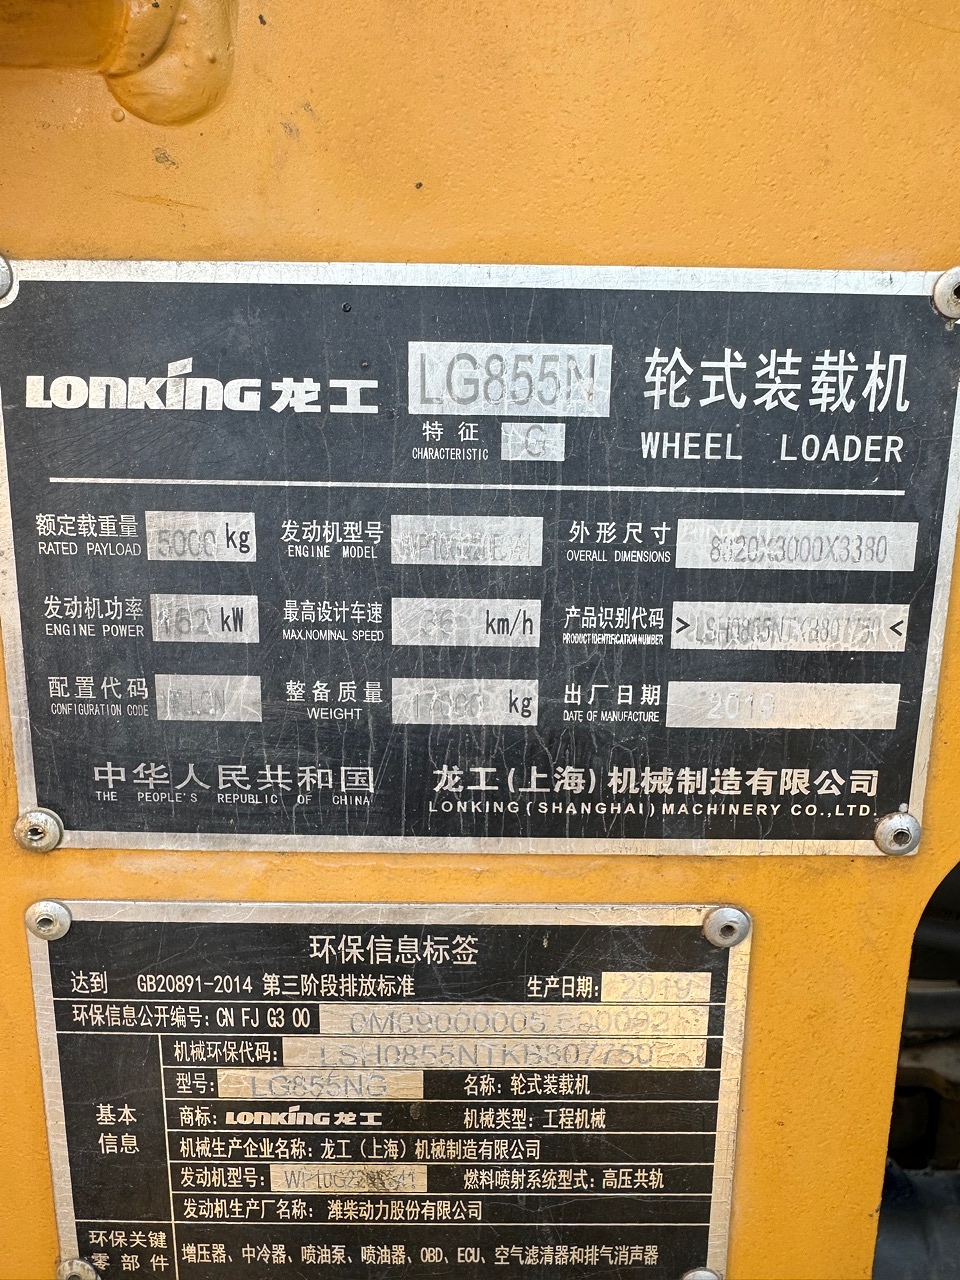 LONKING 龙工 LG855N 轮式装载机
特征 G
CHARACTERISTIC WHEEL LOADER
额定载重量 5000 kg 发动机型号 外形尺寸 8320X3000X3380
RATED PAYLOAD ENGINE MODEL OVERALL DIMENSIONS
发动机功率 162 kW 最高设计车速 36 km/h 产品识别代码 >LSH0855NTKB807750<
ENGINE POWER MAX.NOMINAL SPEED PRODUCT IDENTIFICATION NUMBER
配置代码 整备质量 kg 出厂日期 2019
CONFIGURATION CODE WEIGHT DATE OF MANUFACTURE
中华人民共和国 龙工(上海)机械制造有限公司
THE PEOPLE'S REPUBLIC OF CHINA LONKING(SHANGHAI)MACHINERY CO.,LTD.
环保信息标签
达到 GB20891-2014 第三阶段排放标准 生产日期: 2019
环保信息公开编号: CN FJ G3 00
机械环保代码: LSH0855NTKB807750
型号: LG855NG 名称: 轮式装载机
基本信息
商标: LONKING 龙工 机械类型: 工程机械
机械生产企业名称: 龙工(上海)机械制造有限公司
发动机型号: 燃料喷射系统型式: 高压共轨
发动机生产厂名称: 潍柴动力股份有限公司
环保关键零部件 增压器、中冷器、喷油泵、喷油器、OBD、ECU、空气滤清器和排气消声器